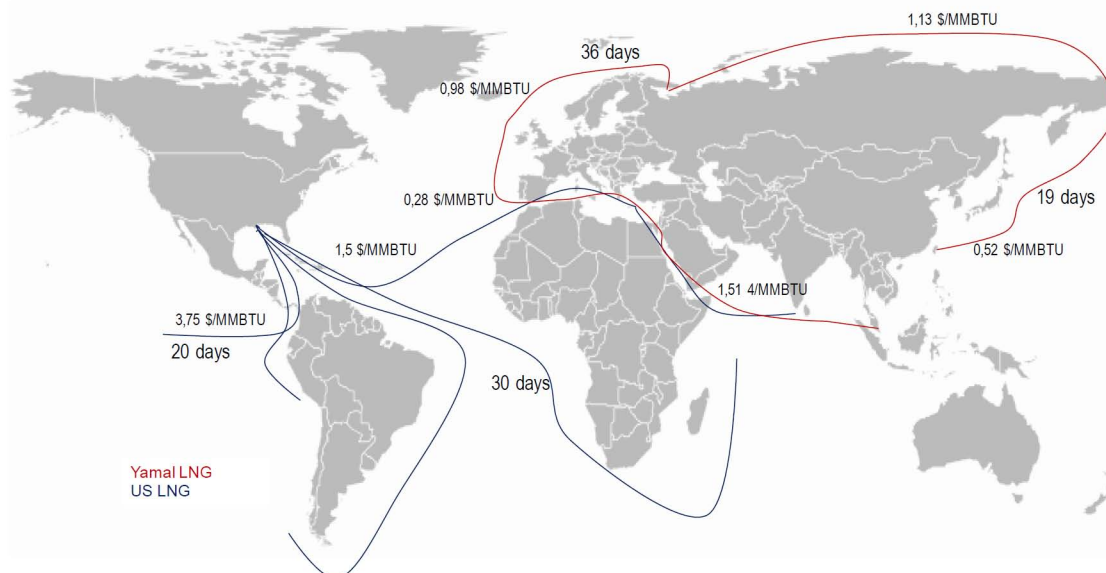 1,13 $/MMBTU
36 days
0,98 $/MMBTU
19 days
0,28 $/MMBTU
1,5 $/MMBTU
0,52 $/MMBTU
1,51 4/MMBTU
3,75 $/MMBTU
20 days
30 days
Yamal LNG
US LNG